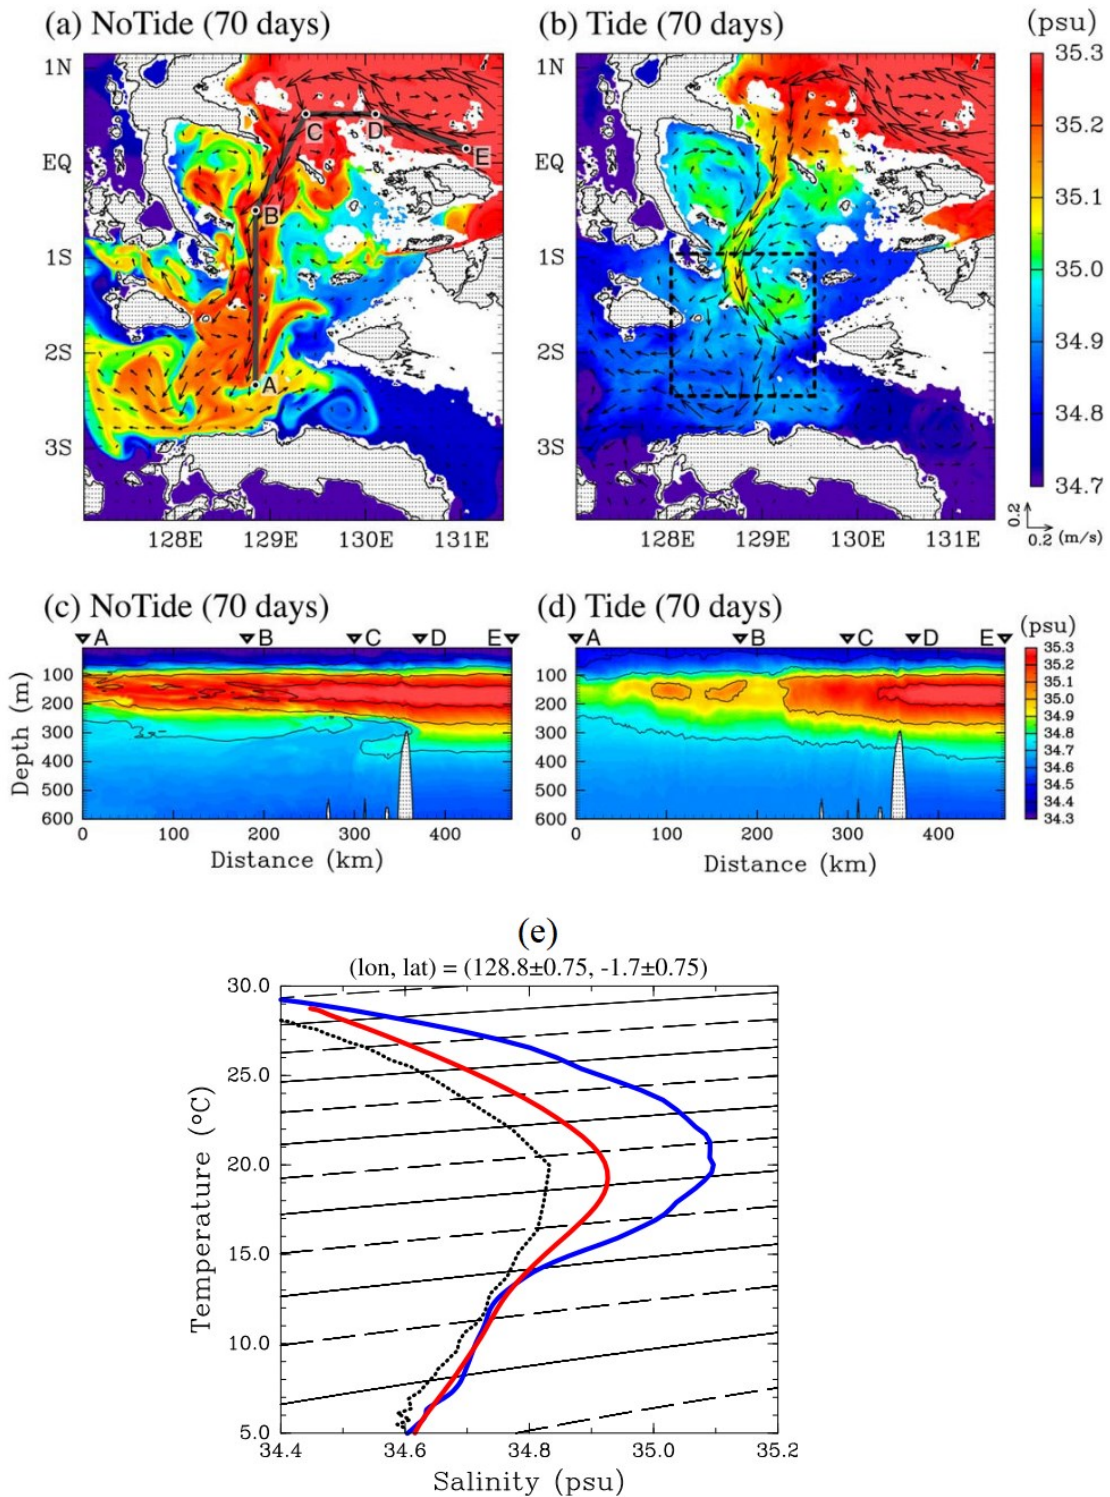 (a) NoTide (70 days)
(b) Tide (70 days)
(psu)
1N
EQ
1S
2S
3S
C
D
E
B
A
128E 129E 130E 131E
128E 129E 130E 131E
35.3
35.2
35.1
35.0
34.9
34.8
34.7
0.2
0.2 (m/s)
(c) NoTide (70 days)
A B C D E
Depth (m)
100
200
300
400
500
600
0 100 200 300 400
Distance (km)
(d) Tide (70 days)
A B C D E
100
200
300
400
500
600
0 100 200 300 400
Distance (km)
(psu)
35.3
35.2
35.1
35.0
34.9
34.8
34.7
34.6
34.5
34.4
34.3
(e)
(lon, lat) = (128.8±0.75, -1.7±0.75)
Temperature (°C)
30.0
25.0
20.0
15.0
10.0
5.0
34.4 34.6 34.8 35.0 35.2
Salinity (psu)